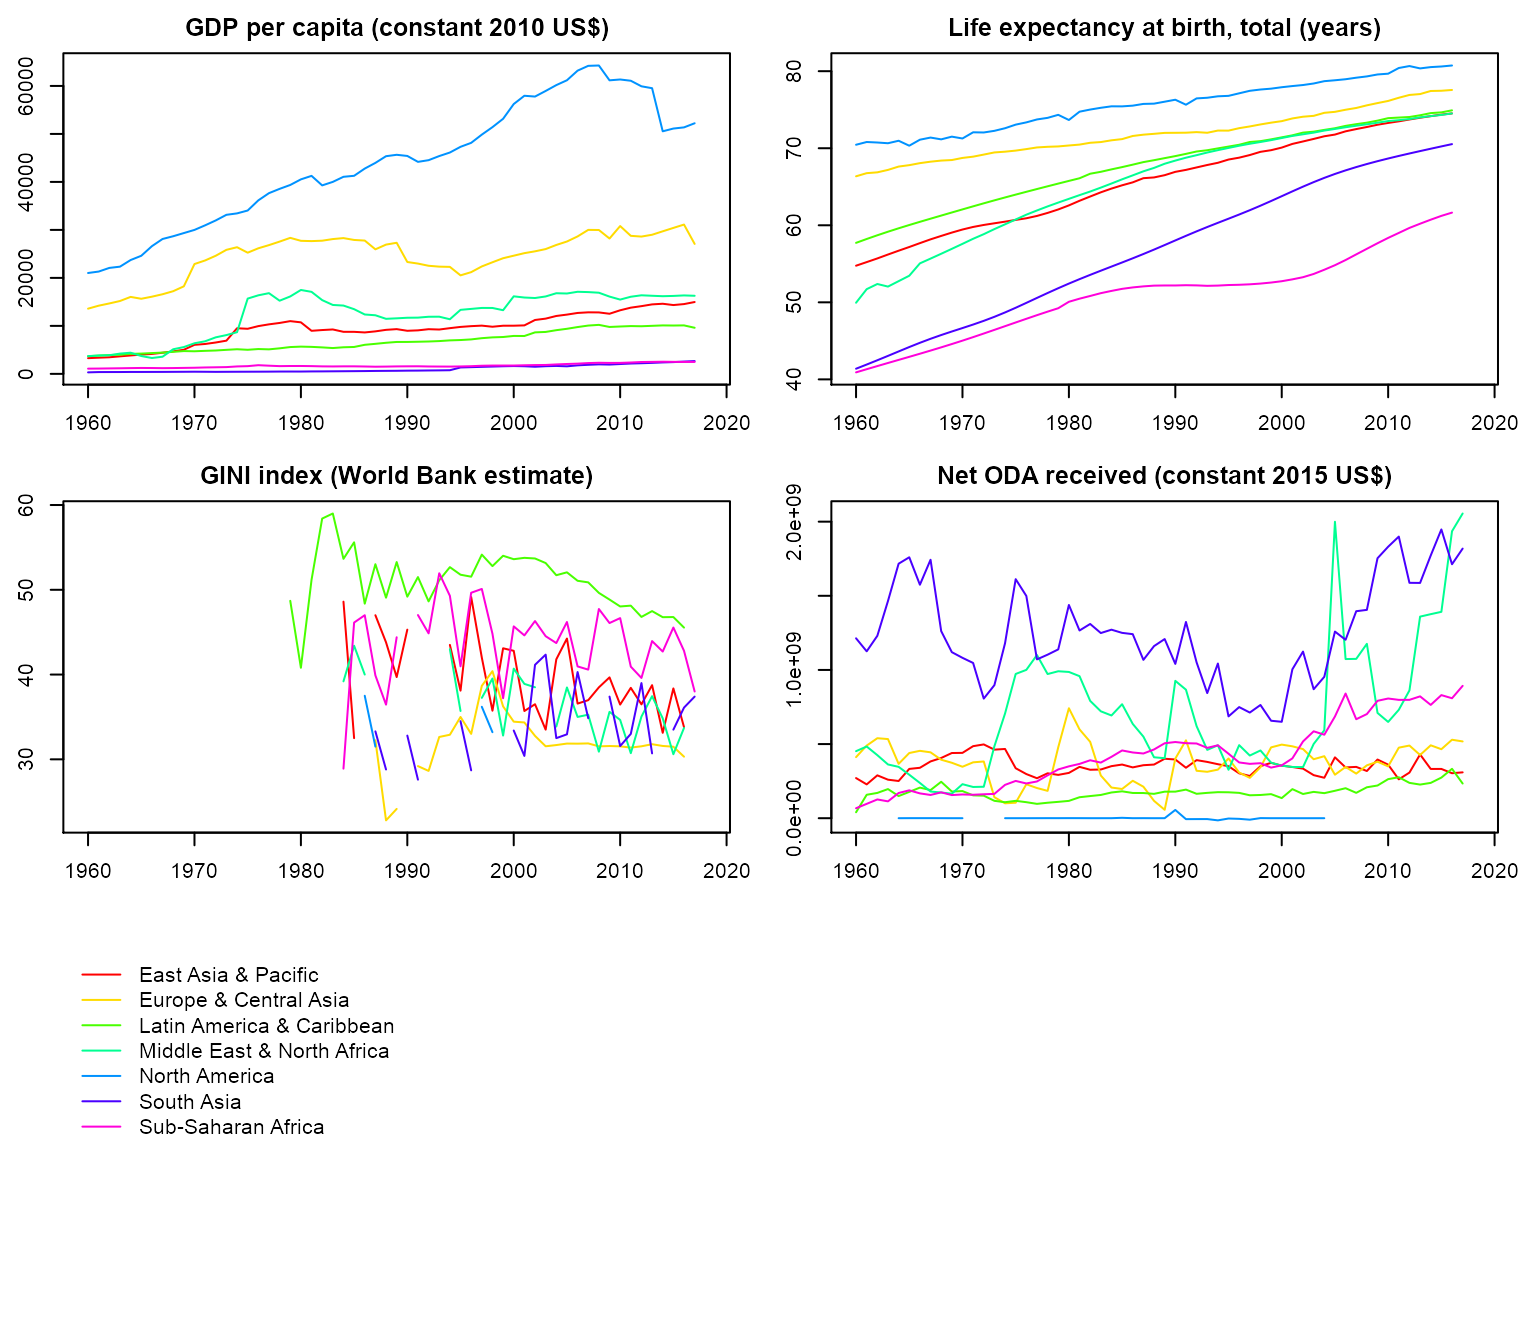 GDP per capita (constant 2010 US$)
0 20000 40000 60000
1960 1970 1980 1990 2000 2010 2020
Life expectancy at birth, total (years)
40 50 60 70 80
1960 1970 1980 1990 2000 2010 2020
GINI index (World Bank estimate)
30 40 50 60
1960 1970 1980 1990 2000 2010 2020
Net ODA received (constant 2015 US$)
0.0e+00 1.0e+09 2.0e+09
1960 1970 1980 1990 2000 2010 2020
East Asia & Pacific
Europe & Central Asia
Latin America & Caribbean
Middle East & North Africa
North America
South Asia
Sub-Saharan Africa